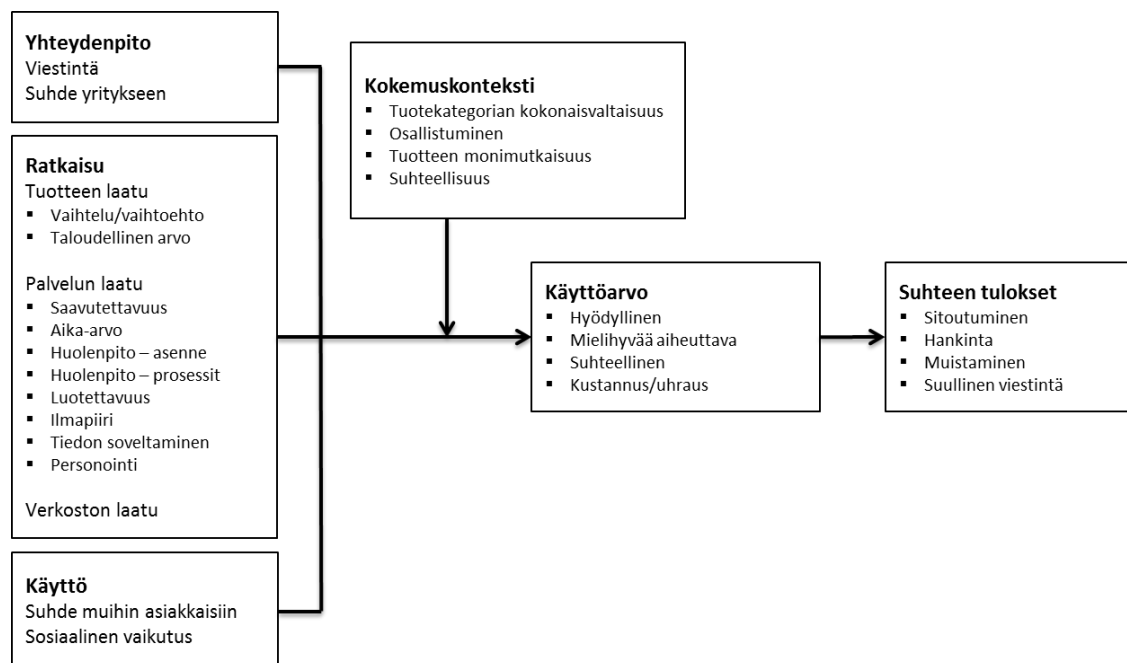 Yhteydenpito
Viestintä
Suhde yritykseen
Ratkaisu
Tuotteen laatu
▪ Vaihtelu/vaihtoehto
▪ Taloudellinen arvo
Palvelun laatu
▪ Saavutettavuus
▪ Aika-arvo
▪ Huolenpito – asenne
▪ Huolenpito – prosessit
▪ Luotettavuus
▪ Ilmapiiri
▪ Tiedon soveltaminen
▪ Personointi
Verkoston laatu
Käyttö
Suhde muihin asiakkaisiin
Sosiaalinen vaikutus
Kokemuskonteksti
▪ Tuotekategorian kokonaisvaltaisuus
▪ Osallistuminen
▪ Tuotteen monimutkaisuus
▪ Suhteellisuus
Käyttöarvo
▪ Hyödyllinen
▪ Mielihyvää aiheuttava
▪ Suhteellinen
▪ Kustannus/uhraus
Suhteen tulokset
▪ Sitoutuminen
▪ Hankinta
▪ Muistaminen
▪ Suullinen viestintä